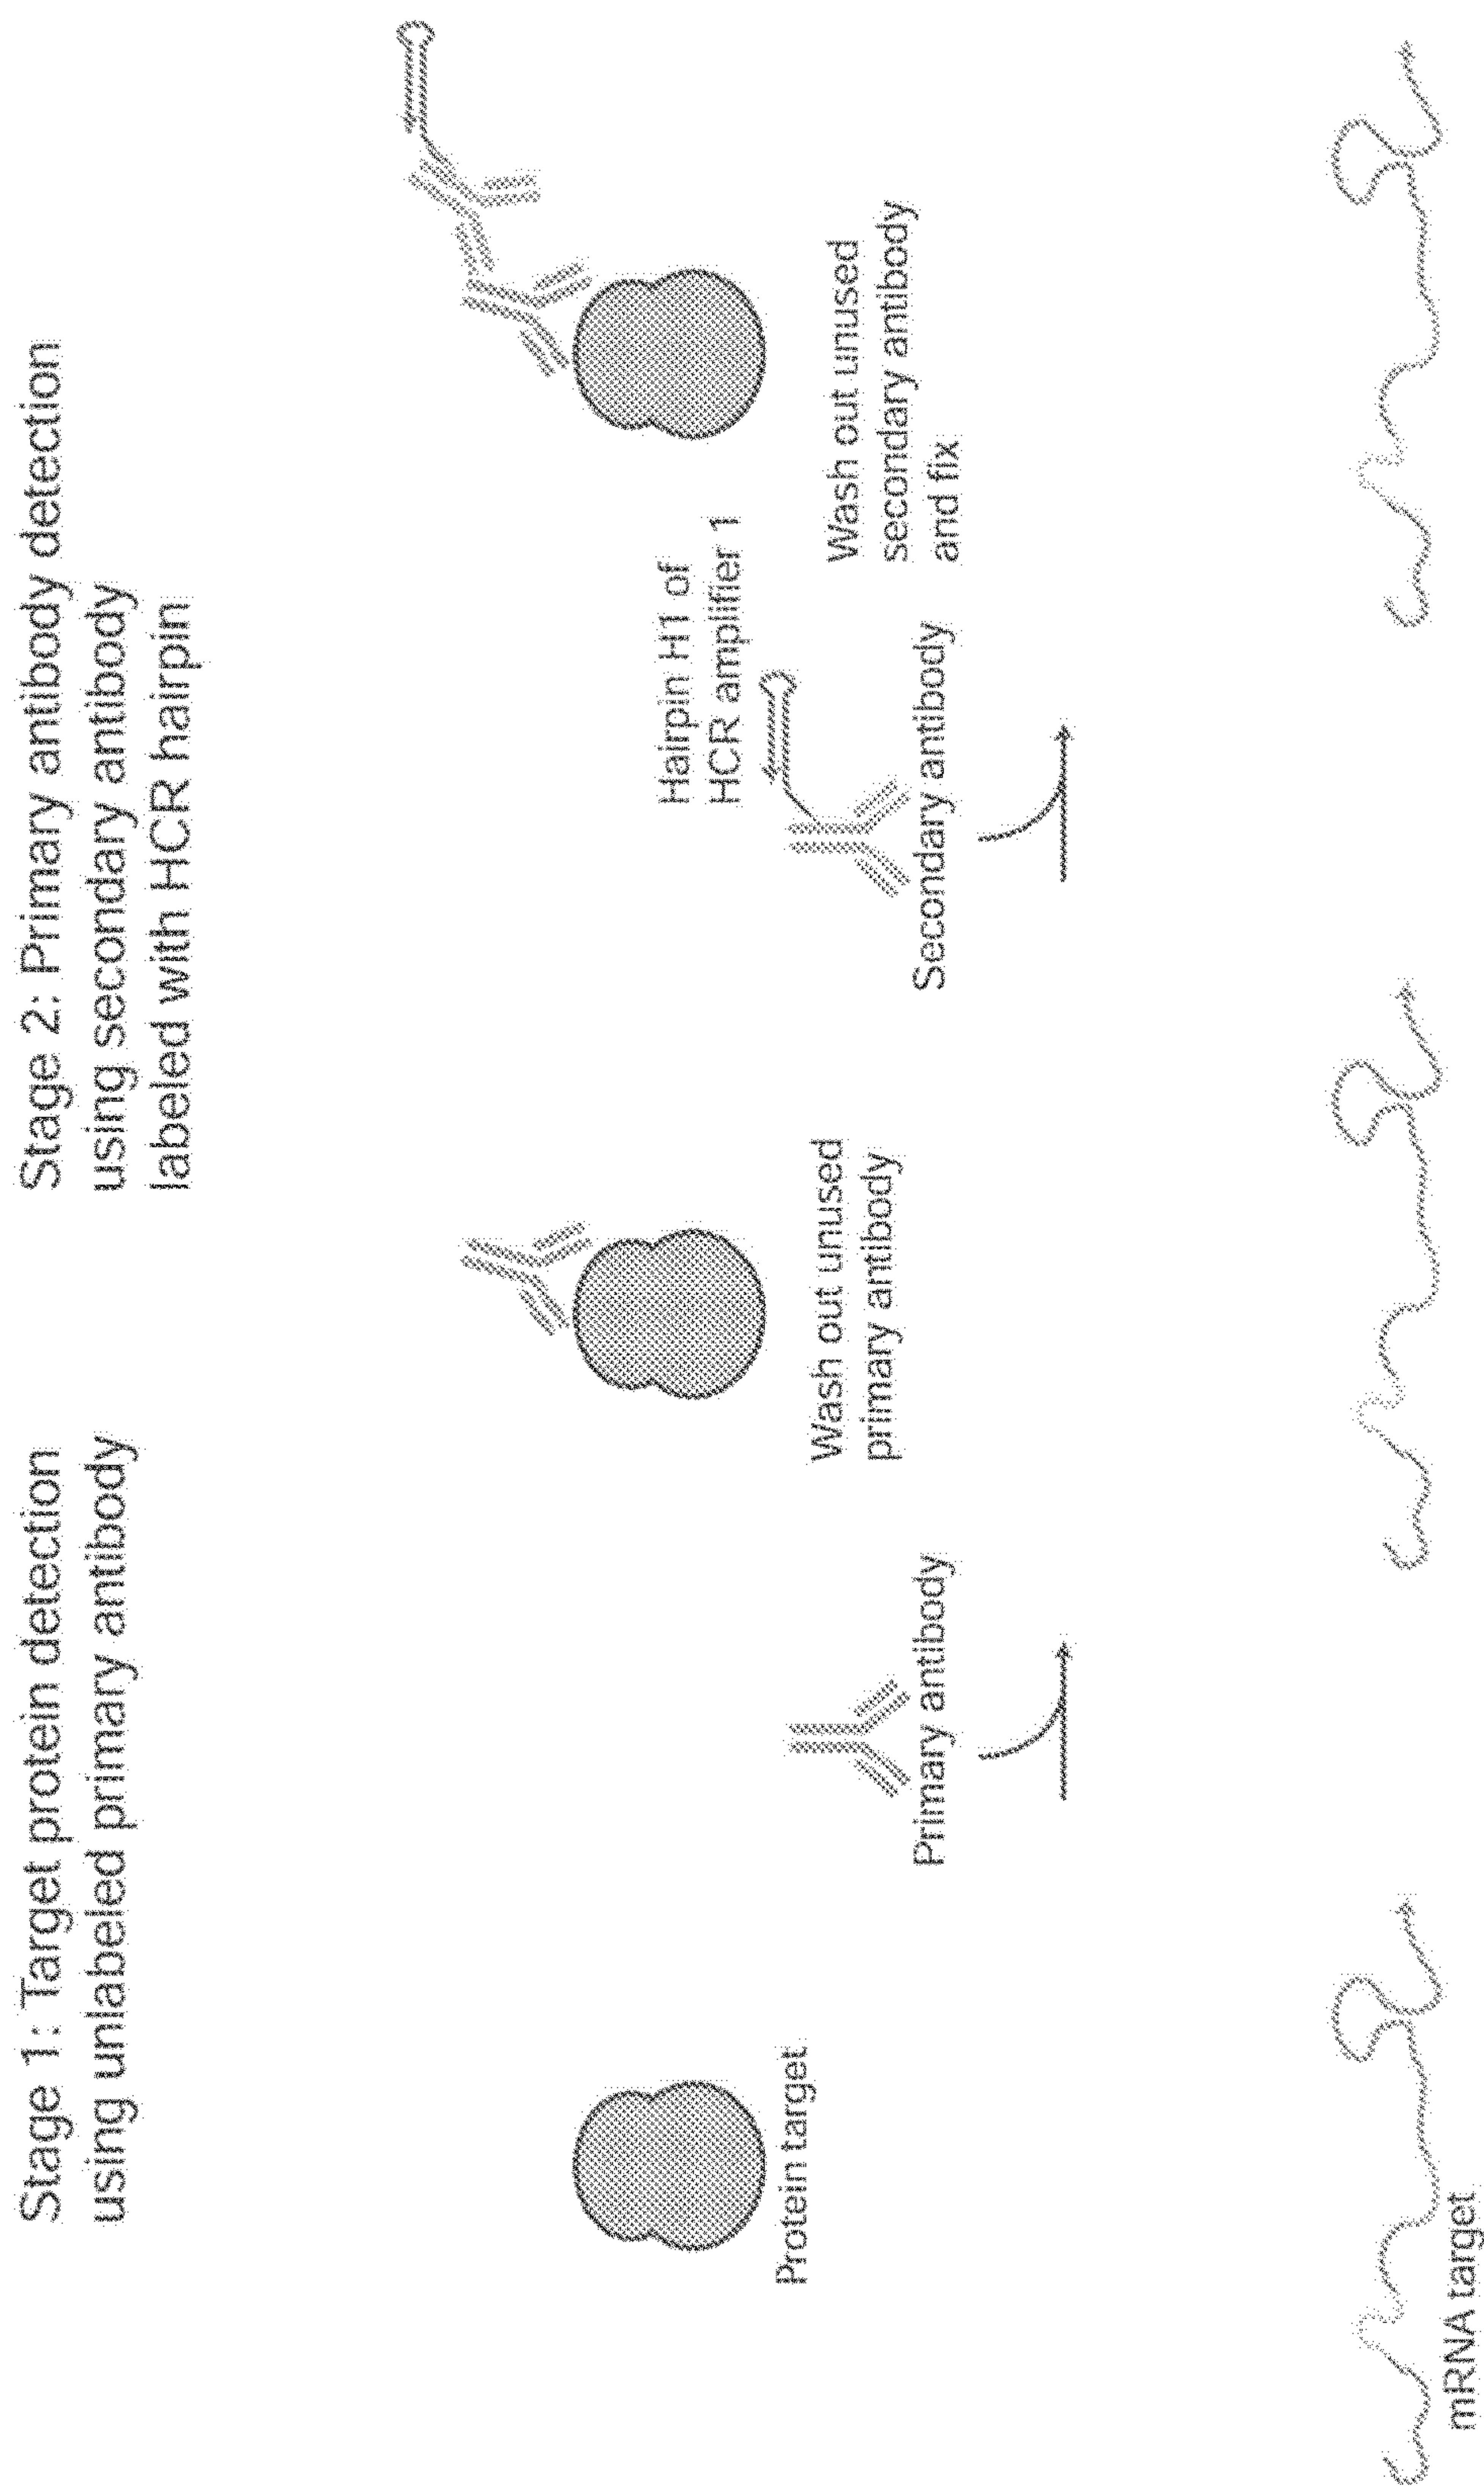 Stage 1: Target protein detection
using unlabeled primary antibody
Stage 2: Primary antibody detection
using secondary antibody
labeled with HCR hairpin
Protein target
Primary antibody
Wash out unused
primary antibody
Hairpin H1 of
HCR amplifier 1
Secondary antibody
Wash out unused
secondary antibody
and fix
mRNA target